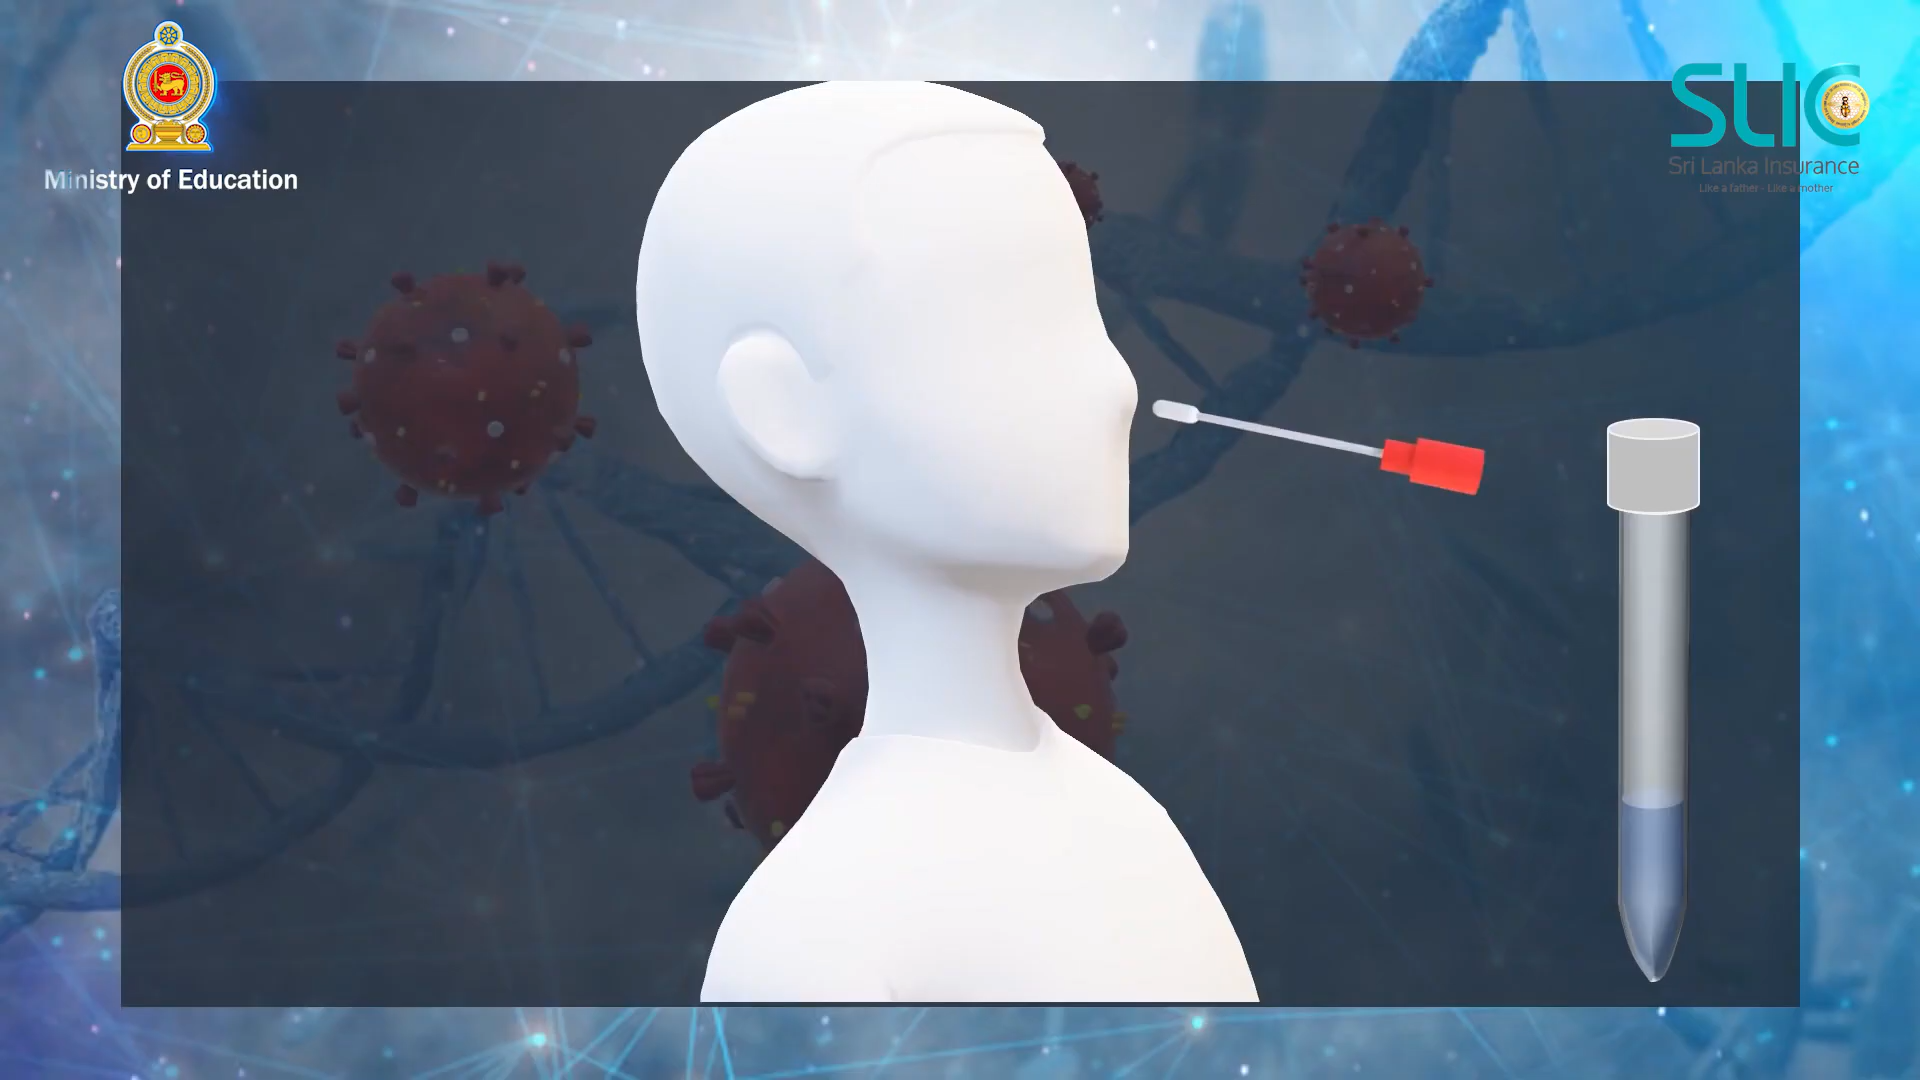 Ministry of Education
SLIC
Sri Lanka Insurance
Like a father - Like a mother